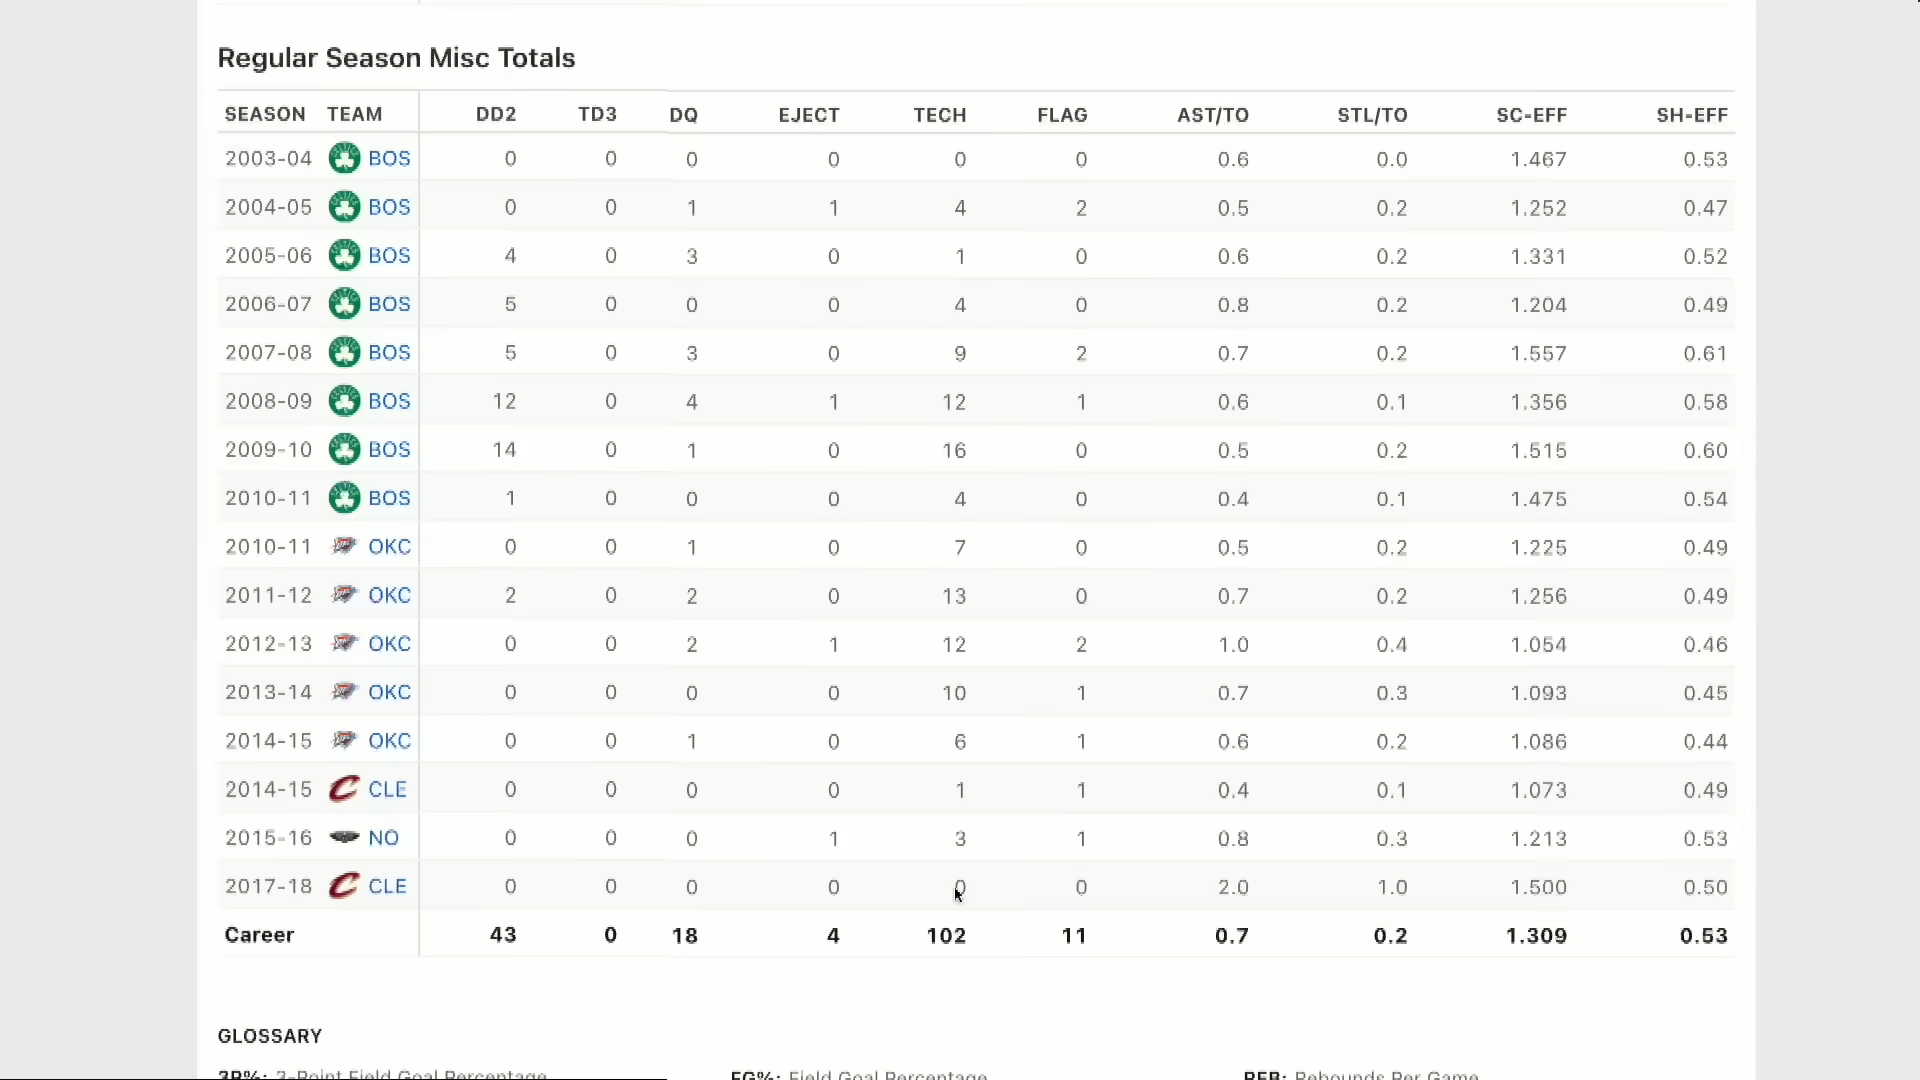 Regular Season Misc Totals
SEASON TEAM DD2 TD3 DQ EJECT TECH FLAG AST/TO STL/TO SC-EFF SH-EFF
2003-04 BOS 0 0 0 0 0 0 0.6 0.0 1.467 0.53
2004-05 BOS 0 0 1 1 4 2 0.5 0.2 1.252 0.47
2005-06 BOS 4 0 3 0 1 0 0.6 0.2 1.331 0.52
2006-07 BOS 5 0 0 0 4 0 0.8 0.2 1.204 0.49
2007-08 BOS 5 0 3 0 9 2 0.7 0.2 1.557 0.61
2008-09 BOS 12 0 4 1 12 1 0.6 0.1 1.356 0.58
2009-10 BOS 14 0 1 0 16 0 0.5 0.2 1.515 0.60
2010-11 BOS 1 0 0 0 4 0 0.4 0.1 1.475 0.54
2010-11 OKC 0 0 1 0 7 0 0.5 0.2 1.225 0.49
2011-12 OKC 2 0 2 0 13 0 0.7 0.2 1.256 0.49
2012-13 OKC 0 0 2 1 12 2 1.0 0.4 1.054 0.46
2013-14 OKC 0 0 0 0 10 1 0.7 0.3 1.093 0.45
2014-15 OKC 0 0 1 0 6 1 0.6 0.2 1.086 0.44
2014-15 CLE 0 0 0 0 1 1 0.4 0.1 1.073 0.49
2015-16 NO 0 0 0 1 3 1 0.8 0.3 1.213 0.53
2017-18 CLE 0 0 0 0 0 0 2.0 1.0 1.500 0.50
Career 43 0 18 4 102 11 0.7 0.2 1.309 0.53
GLOSSARY
3P%: 3-Point Field Goal Percentage FG%: Field Goal Percentage REB: Rebounds Per Game